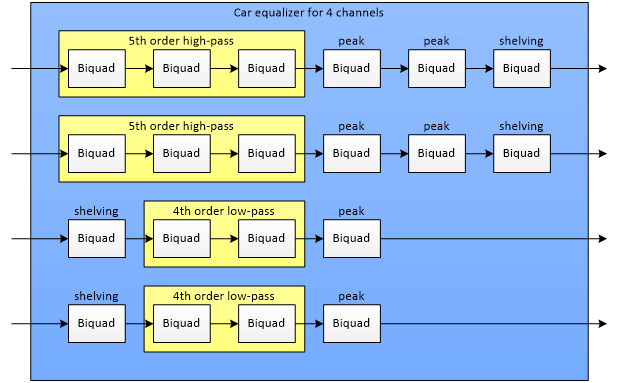 Car equalizer for 4 channels
5th order high-pass peak peak shelving
Biquad Biquad Biquad Biquad Biquad Biquad
5th order high-pass peak peak shelving
Biquad Biquad Biquad Biquad Biquad Biquad
shelving 4th order low-pass peak
Biquad Biquad Biquad Biquad
shelving 4th order low-pass peak
Biquad Biquad Biquad Biquad